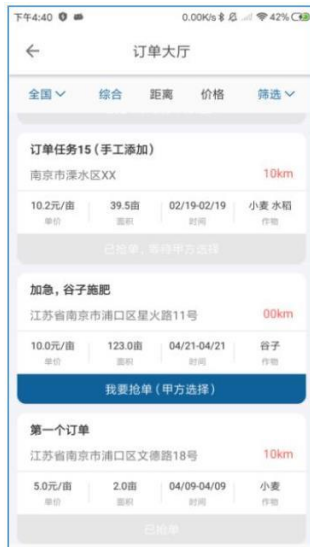 下午4:40 0.00K/s 42%
订单大厅
全国 综合 距离 价格 筛选
订单任务15（手工添加）
南京市溧水区XX 10km
10.2元/亩 39.5亩 02/19-02/19 小麦 水稻
单价 面积 时间 作物
已抢单，等待甲方选择
加急，谷子施肥
江苏省南京市浦口区星火路11号 00km
10.0元/亩 123.0亩 04/21-04/21 谷子
单价 面积 时间 作物
我要抢单（甲方选择）
第一个订单
江苏省南京市浦口区文德路18号 10km
5.0元/亩 2.0亩 04/09-04/09 小麦
单价 面积 时间 作物
已抢单